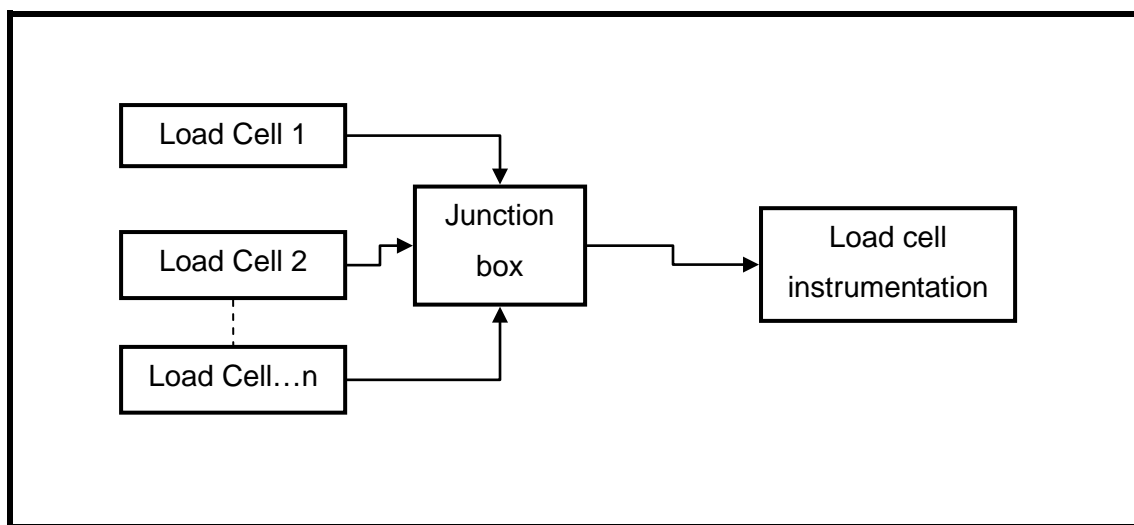 Load Cell 1
Junction
box
Load Cell 2
Load cell
instrumentation
Load Cell…n